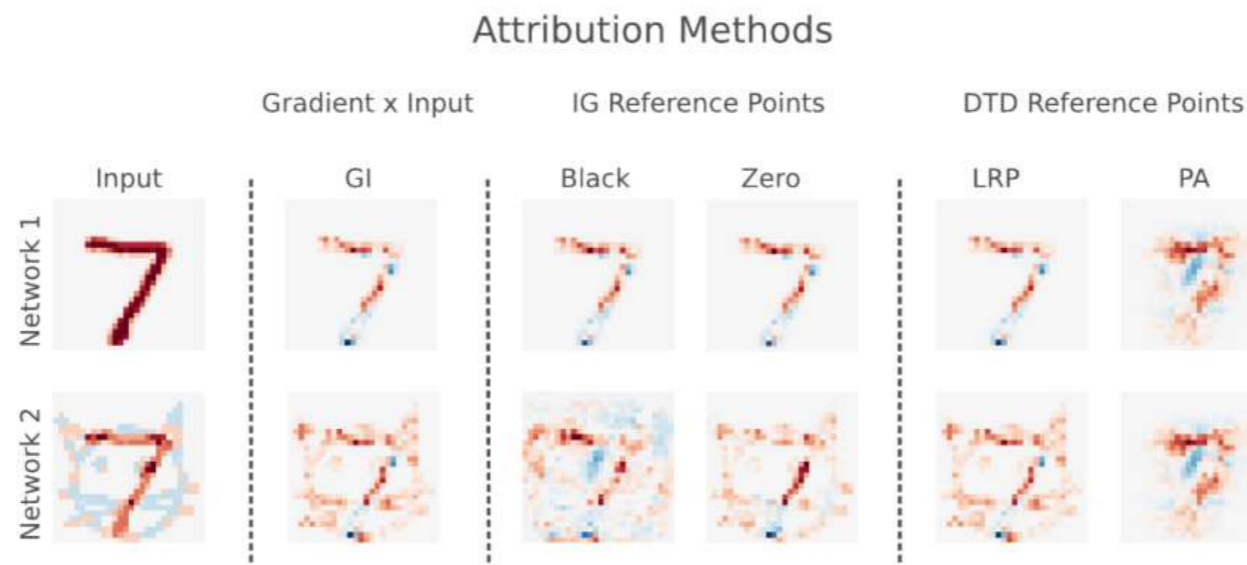 Attribution Methods
Gradient x Input IG Reference Points DTD Reference Points
Input GI Black Zero LRP PA
Network 1
Network 2